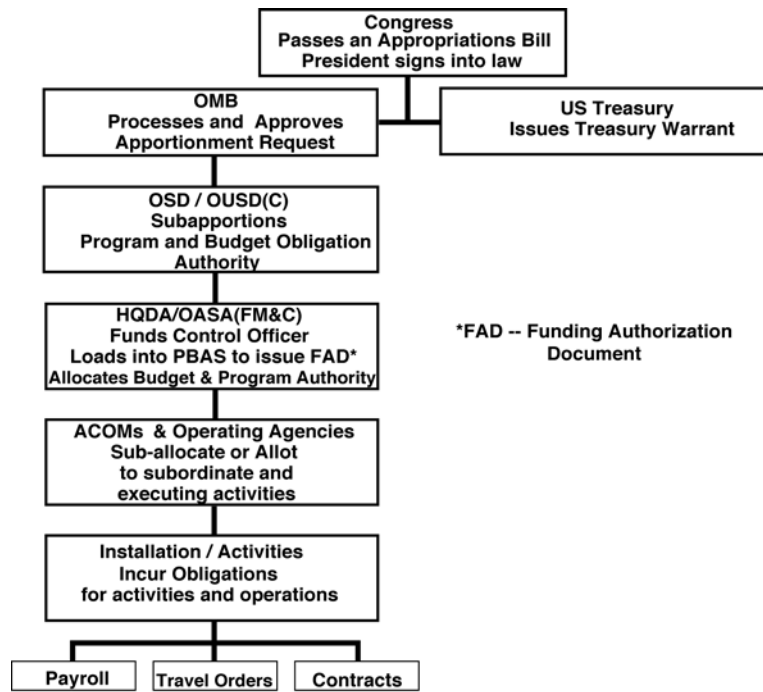 Congress
Passes an Appropriations Bill
President signs into law
OMB
Processes and Approves
Apportionment Request
US Treasury
Issues Treasury Warrant
OSD / OUSD(C)
Subapportions
Program and Budget Obligation
Authority
HQDA/OASA(FM&C)
Funds Control Officer
Loads into PBAS to issue FAD*
Allocates Budget & Program Authority
*FAD -- Funding Authorization
Document
ACOMs & Operating Agencies
Sub-allocate or Allot
to subordinate and
executing activities
Installation / Activities
Incur Obligations
for activities and operations
Payroll
Travel Orders
Contracts